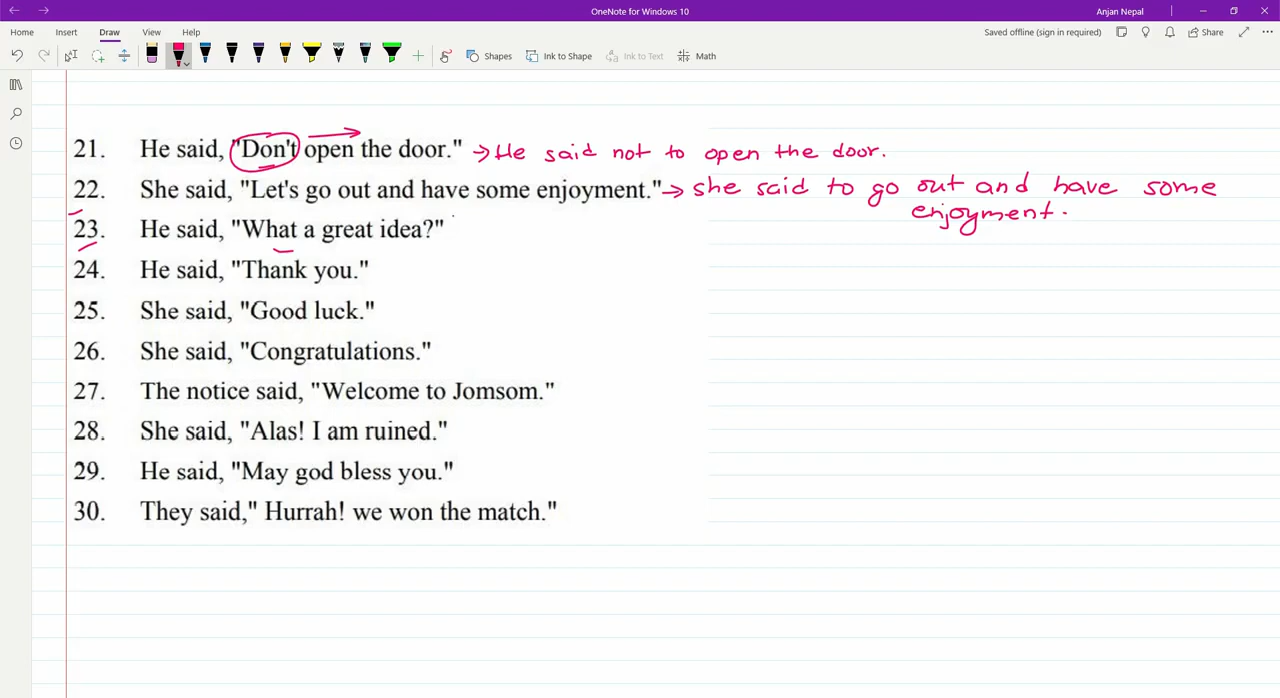 OneNote for Windows 10
Anjan Nepal
Home Insert Draw View Help
Saved offline (sign in required) Share
Shapes Ink to Shape Ink to Text Math
21. He said, "Don't open the door." → He said not to open the door.
22. She said, "Let's go out and have some enjoyment." → she said to go out and have some
enjoyment.
23. He said, "What a great idea?"
24. He said, "Thank you."
25. She said, "Good luck."
26. She said, "Congratulations."
27. The notice said, "Welcome to Jomsom."
28. She said, "Alas! I am ruined."
29. He said, "May god bless you."
30. They said," Hurrah! we won the match."